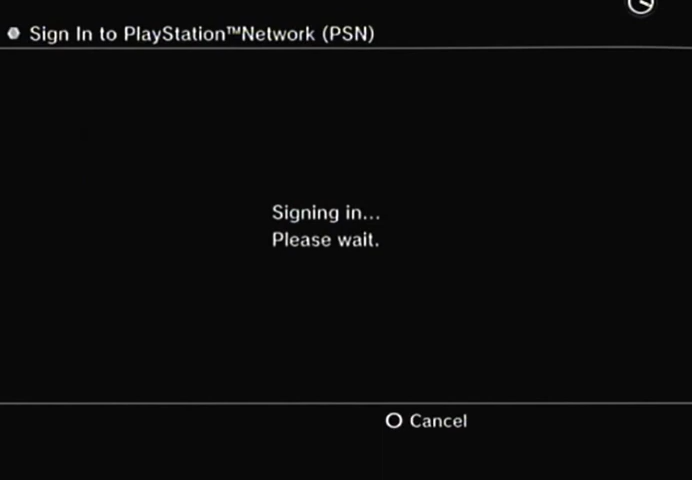 Sign In to PlayStation™Network (PSN)
Signing in...
Please wait.
O Cancel